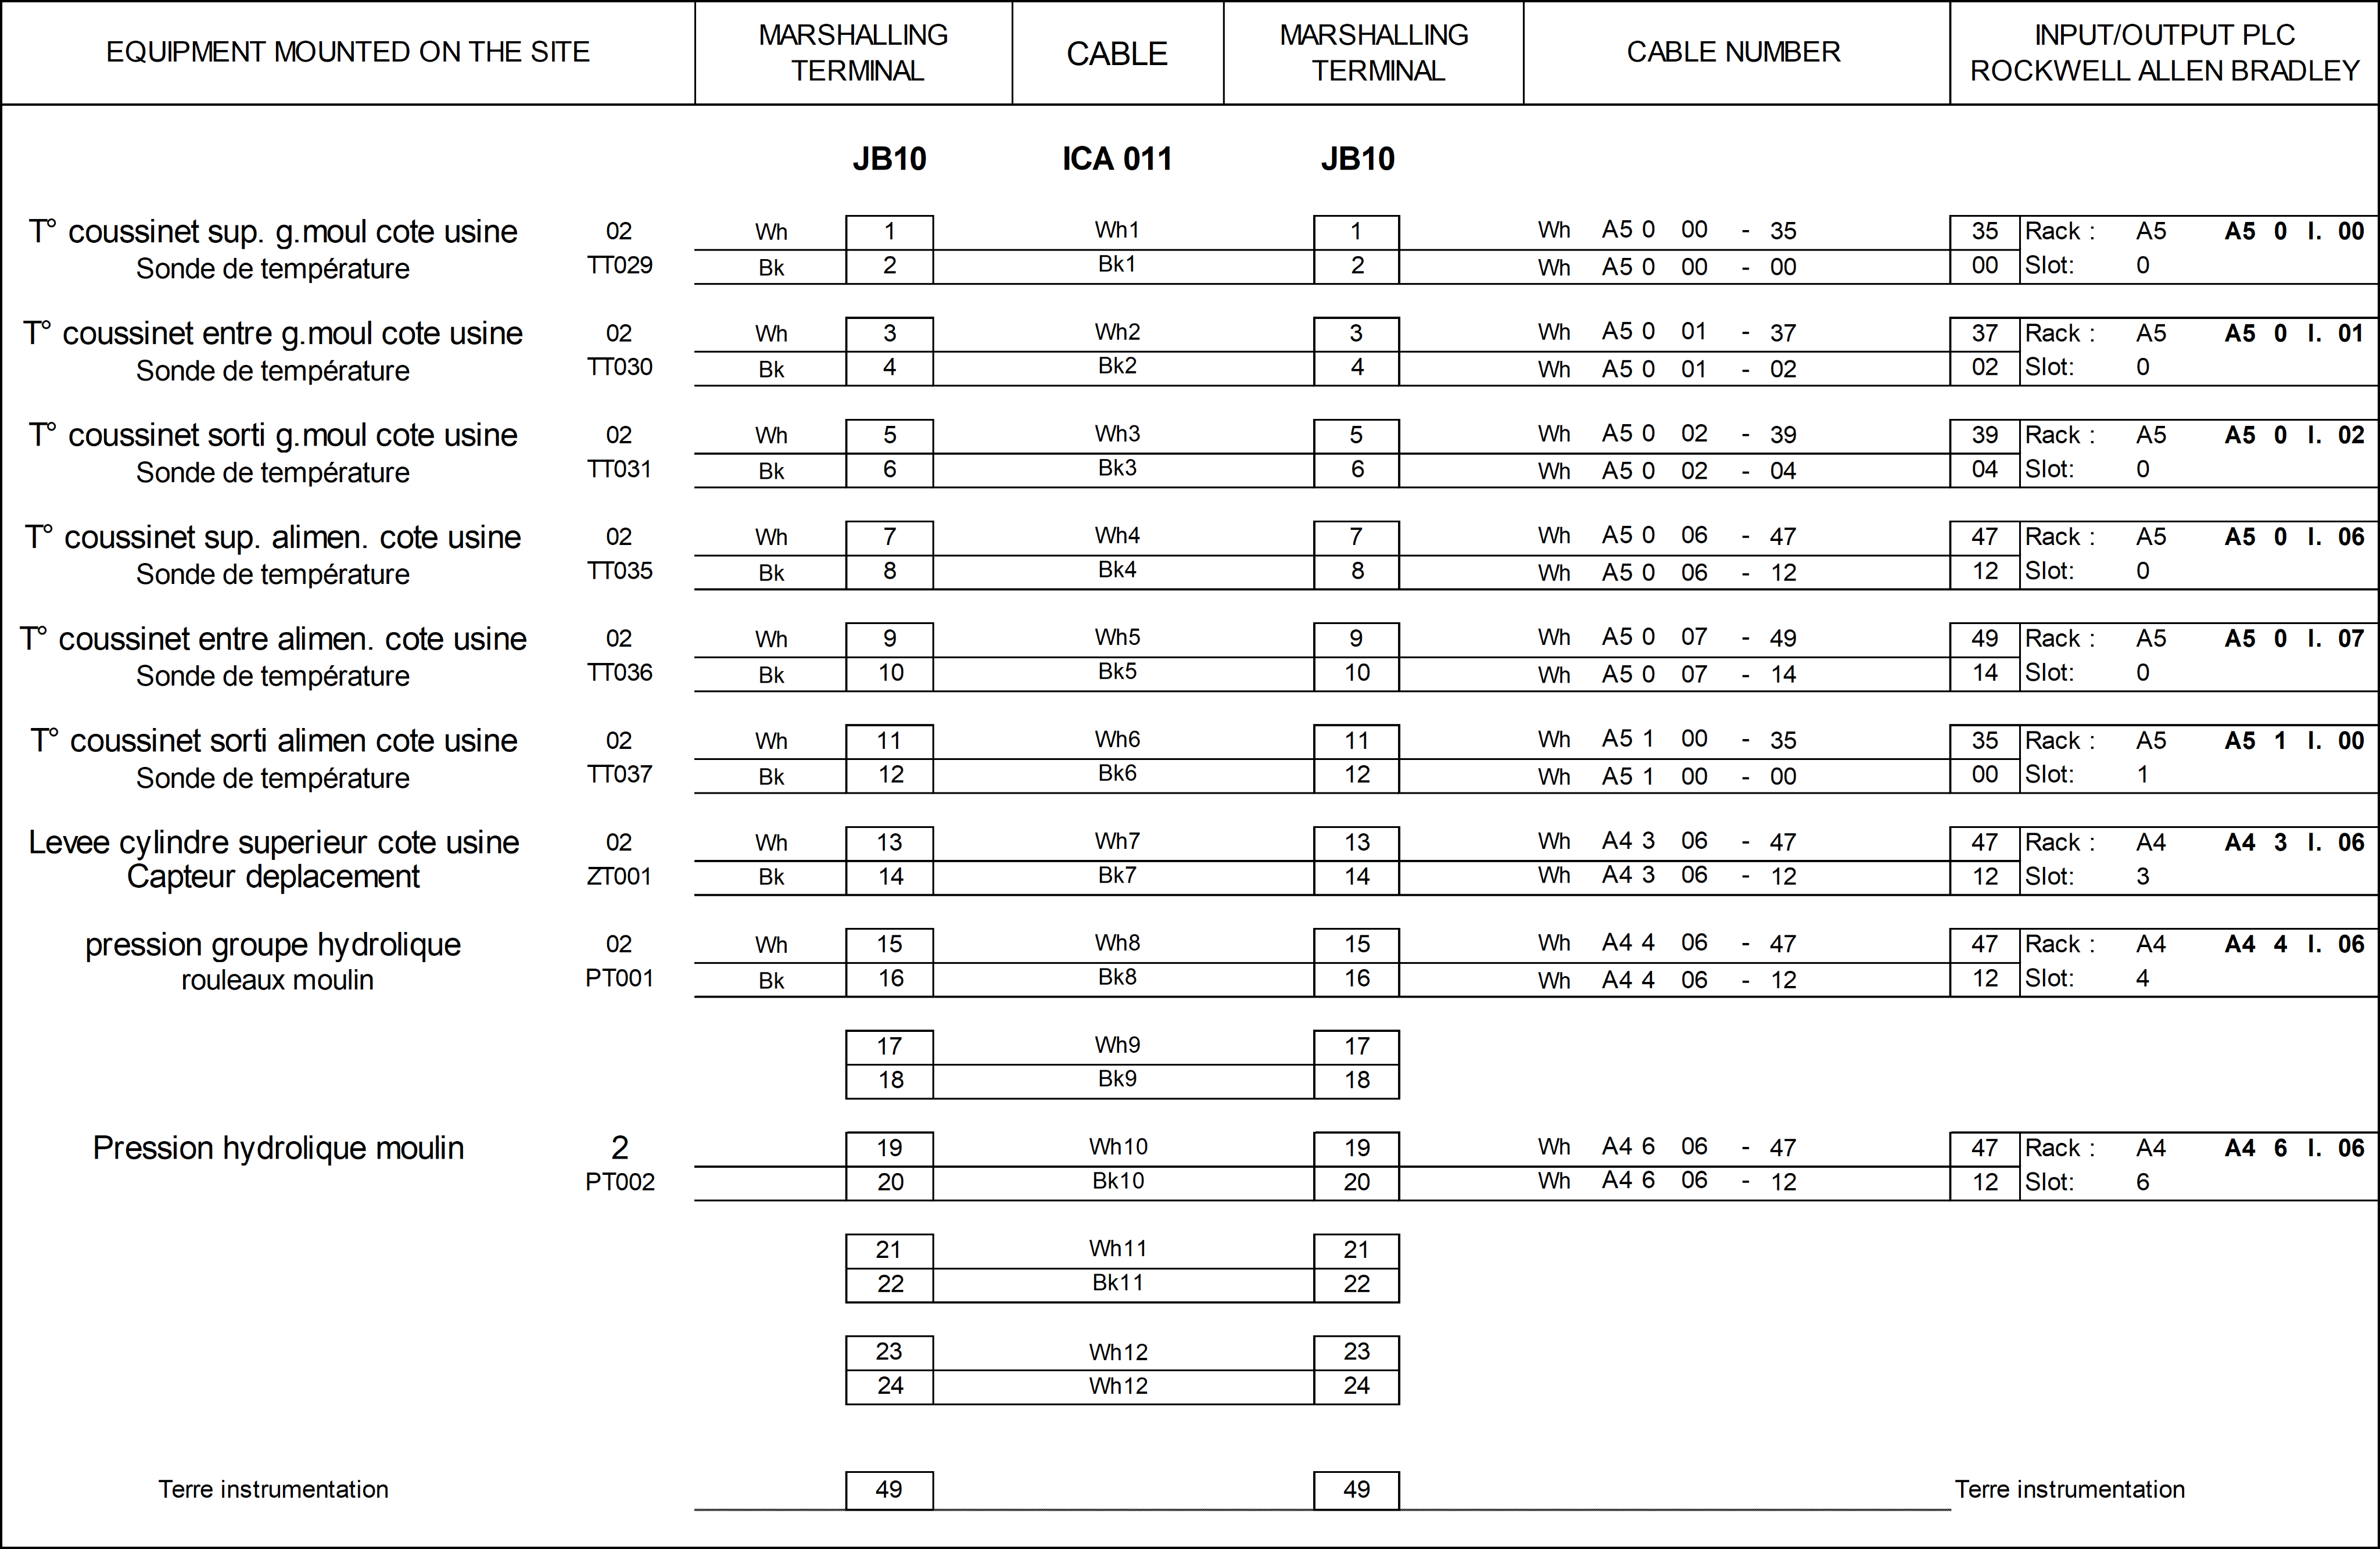 EQUIPMENT MOUNTED ON THE SITE MARSHALLING TERMINAL CABLE MARSHALLING TERMINAL CABLE NUMBER INPUT/OUTPUT PLC ROCKWELL ALLEN BRADLEY
JB10 ICA 011 JB10
T° coussinet sup. g.moul cote usine 02 Wh 1 Wh1 1 Wh A5 0 00 - 35 35 Rack : A5 A5 0 I. 00
Sonde de température TT029 Bk 2 Bk1 2 Wh A5 0 00 - 00 00 Slot: 0
T° coussinet entre g.moul cote usine 02 Wh 3 Wh2 3 Wh A5 0 01 - 37 37 Rack : A5 A5 0 I. 01
Sonde de température TT030 Bk 4 Bk2 4 Wh A5 0 01 - 02 02 Slot: 0
T° coussinet sorti g.moul cote usine 02 Wh 5 Wh3 5 Wh A5 0 02 - 39 39 Rack : A5 A5 0 I. 02
Sonde de température TT031 Bk 6 Bk3 6 Wh A5 0 02 - 04 04 Slot: 0
T° coussinet sup. alimen. cote usine 02 Wh 7 Wh4 7 Wh A5 0 06 - 47 47 Rack : A5 A5 0 I. 06
Sonde de température TT035 Bk 8 Bk4 8 Wh A5 0 06 - 12 12 Slot: 0
T° coussinet entre alimen. cote usine 02 Wh 9 Wh5 9 Wh A5 0 07 - 49 49 Rack : A5 A5 0 I. 07
Sonde de température TT036 Bk 10 Bk5 10 Wh A5 0 07 - 14 14 Slot: 0
T° coussinet sorti alimen cote usine 02 Wh 11 Wh6 11 Wh A5 1 00 - 35 35 Rack : A5 A5 1 I. 00
Sonde de température TT037 Bk 12 Bk6 12 Wh A5 1 00 - 00 00 Slot: 1
Levee cylindre superieur cote usine 02 Wh 13 Wh7 13 Wh A4 3 06 - 47 47 Rack : A4 A4 3 I. 06
Capteur deplacement ZT001 Bk 14 Bk7 14 Wh A4 3 06 - 12 12 Slot: 3
pression groupe hydrolique 02 Wh 15 Wh8 15 Wh A4 4 06 - 47 47 Rack : A4 A4 4 I. 06
rouleaux moulin PT001 Bk 16 Bk8 16 Wh A4 4 06 - 12 12 Slot: 4
17 Wh9 17
18 Bk9 18
Pression hydrolique moulin 2 19 Wh10 19 Wh A4 6 06 - 47 47 Rack : A4 A4 6 I. 06
PT002 20 Bk10 20 Wh A4 6 06 - 12 12 Slot: 6
21 Wh11 21
22 Bk11 22
23 Wh12 23
24 Wh12 24
Terre instrumentation 49 49 Terre instrumentation